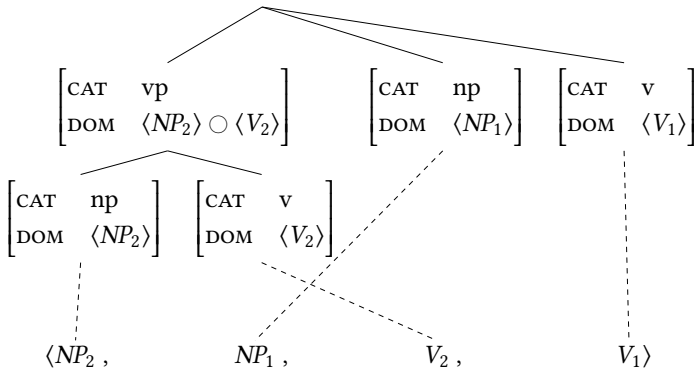 CAT vp CAT np CAT v
DOM ⟨NP₂⟩ ○ ⟨V₂⟩ DOM ⟨NP₁⟩ DOM ⟨V₁⟩
CAT np CAT v
DOM ⟨NP₂⟩ DOM ⟨V₂⟩
⟨NP₂ , NP₁ , V₂ , V₁⟩